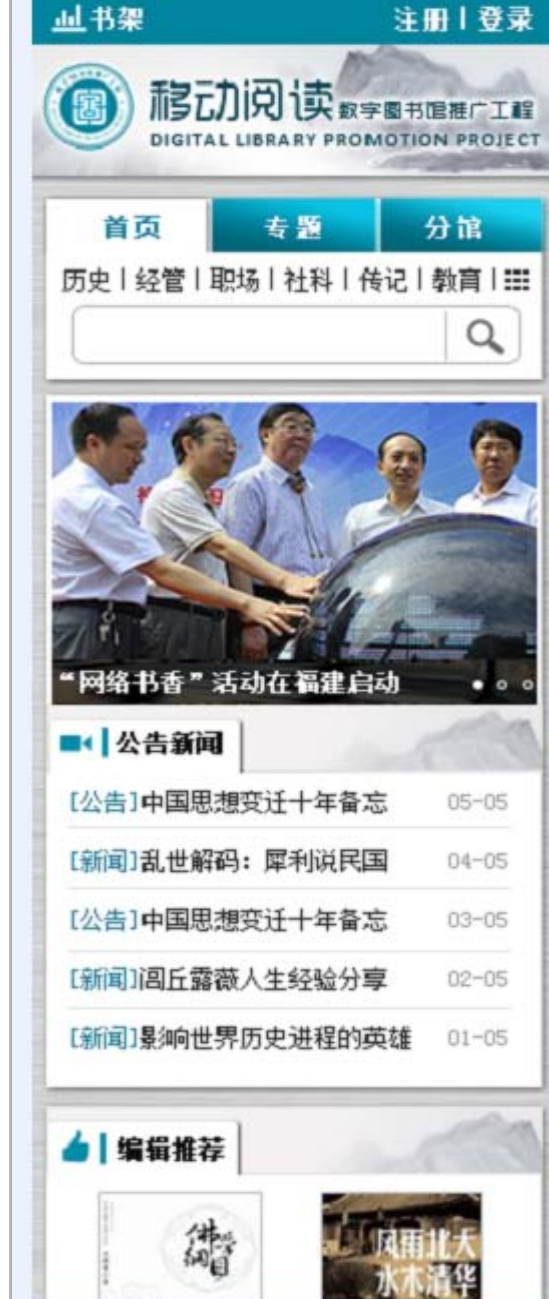 书架 注册 | 登录
移动阅读 数字图书馆推广工程
DIGITAL LIBRARY PROMOTION PROJECT
首页 专题 分馆
历史 | 经管 | 职场 | 社科 | 传记 | 教育 |
“网络书香”活动在福建启动
公告新闻
[公告]中国思想变迁十年备忘 05-05
[新闻]乱世解码：犀利说民国 04-05
[公告]中国思想变迁十年备忘 03-05
[新闻]闾丘露薇人生经验分享 02-05
[新闻]影响世界历史进程的英雄 01-05
编辑推荐
佛学纲目
风雨北大
水木清华